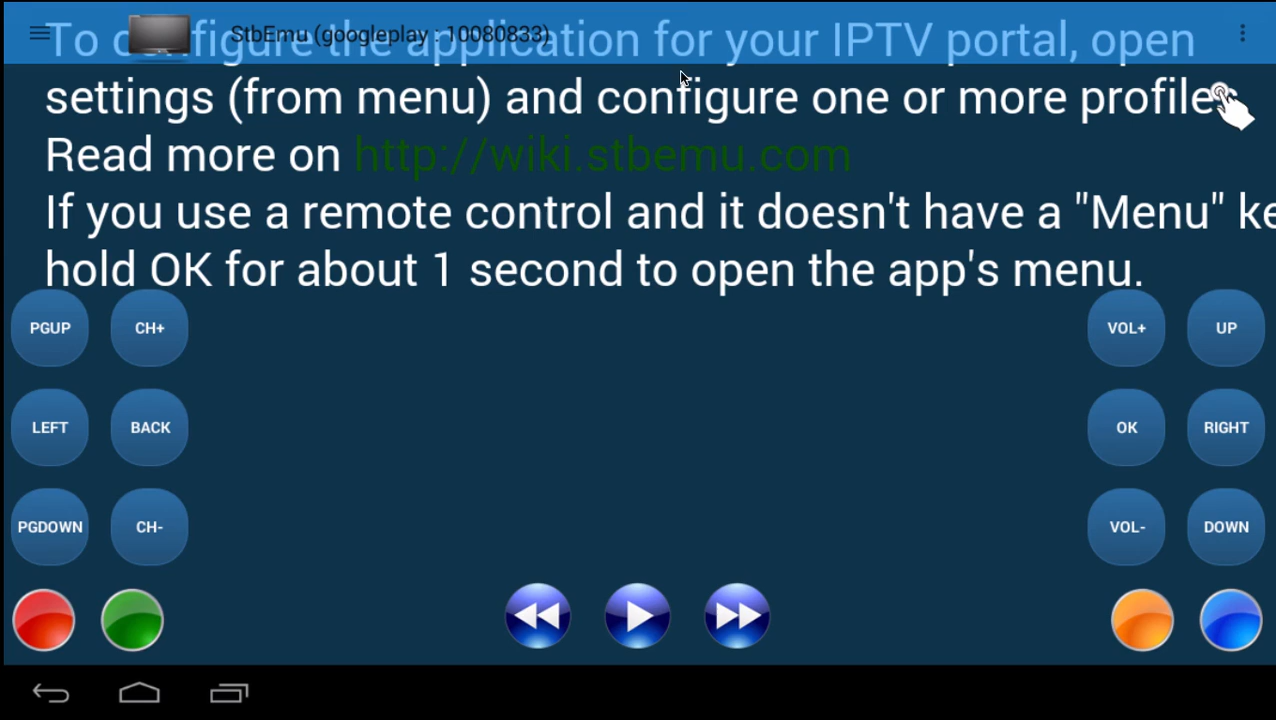 To configure the application for your IPTV portal, open
StbEmu (googleplay : 10080833)
settings (from menu) and configure one or more profiles.
Read more on http://wiki.stbemu.com
If you use a remote control and it doesn't have a "Menu" ke
hold OK for about 1 second to open the app's menu.
PGUP CH+ VOL+ UP
LEFT BACK OK RIGHT
PGDOWN CH- VOL- DOWN